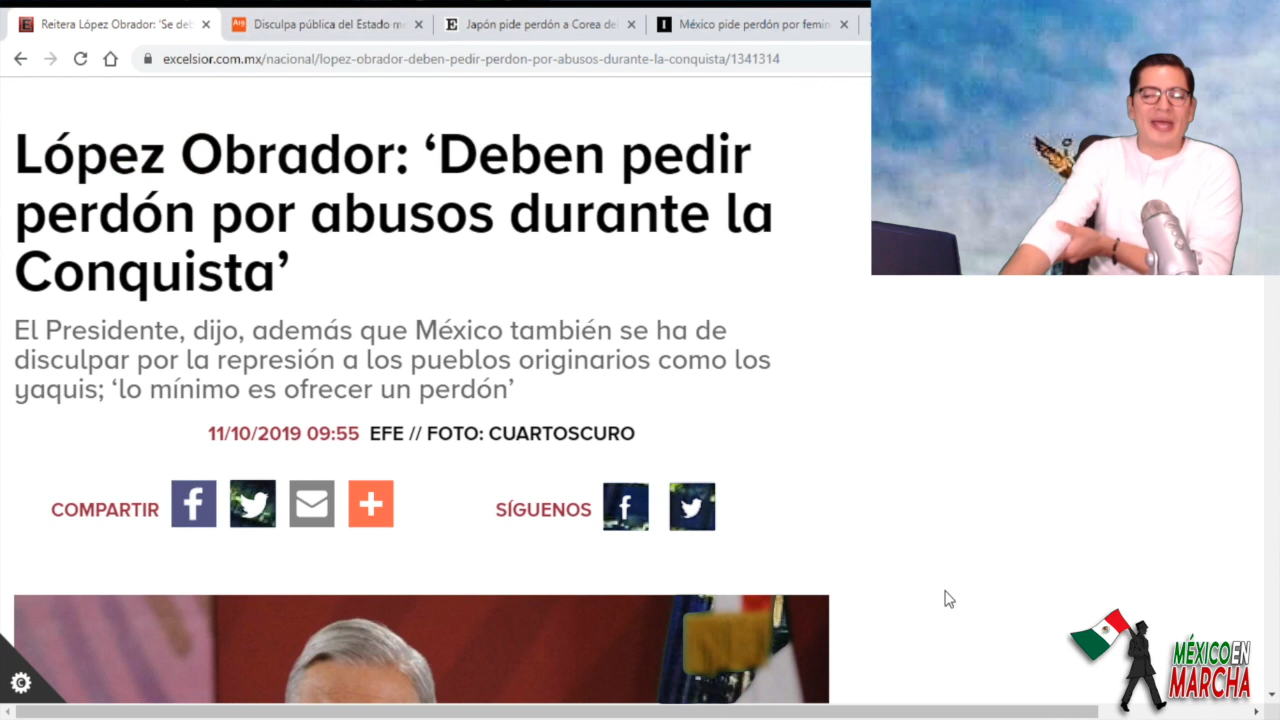 Reitera López Obrador: 'Se deb
Disculpa pública del Estado m
Japón pide perdón a Corea de
México pide perdón por femin
excelsior.com.mx/nacional/lopez-obrador-deben-pedir-perdon-por-abusos-durante-la-conquista/1341314
López Obrador: ‘Deben pedir
perdón por abusos durante la
Conquista’
El Presidente, dijo, además que México también se ha de
disculpar por la represión a los pueblos originarios como los
yaquis; ‘lo mínimo es ofrecer un perdón’
11/10/2019 09:55 EFE // FOTO: CUARTOSCURO
COMPARTIR
SÍGUENOS
MÉXICO EN
MARCHA